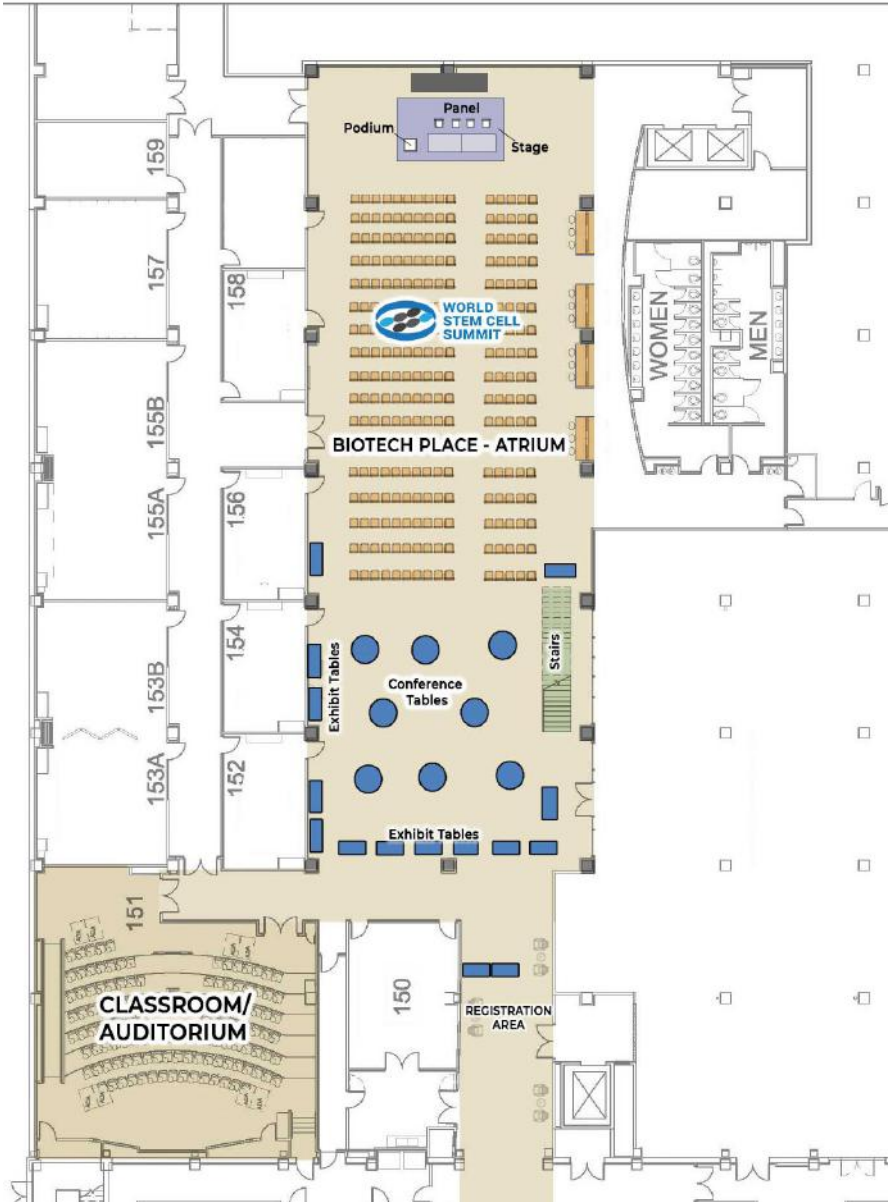 Panel
Podium
Stage
159
157
158
WORLD
STEM CELL
SUMMIT
WOMEN
MEN
155B
BIOTECH PLACE - ATRIUM
155A
156
154
153B
Exhibit Tables
Conference
Tables
Stairs
153A
152
Exhibit Tables
151
CLASSROOM/
AUDITORIUM
150
REGISTRATION
AREA